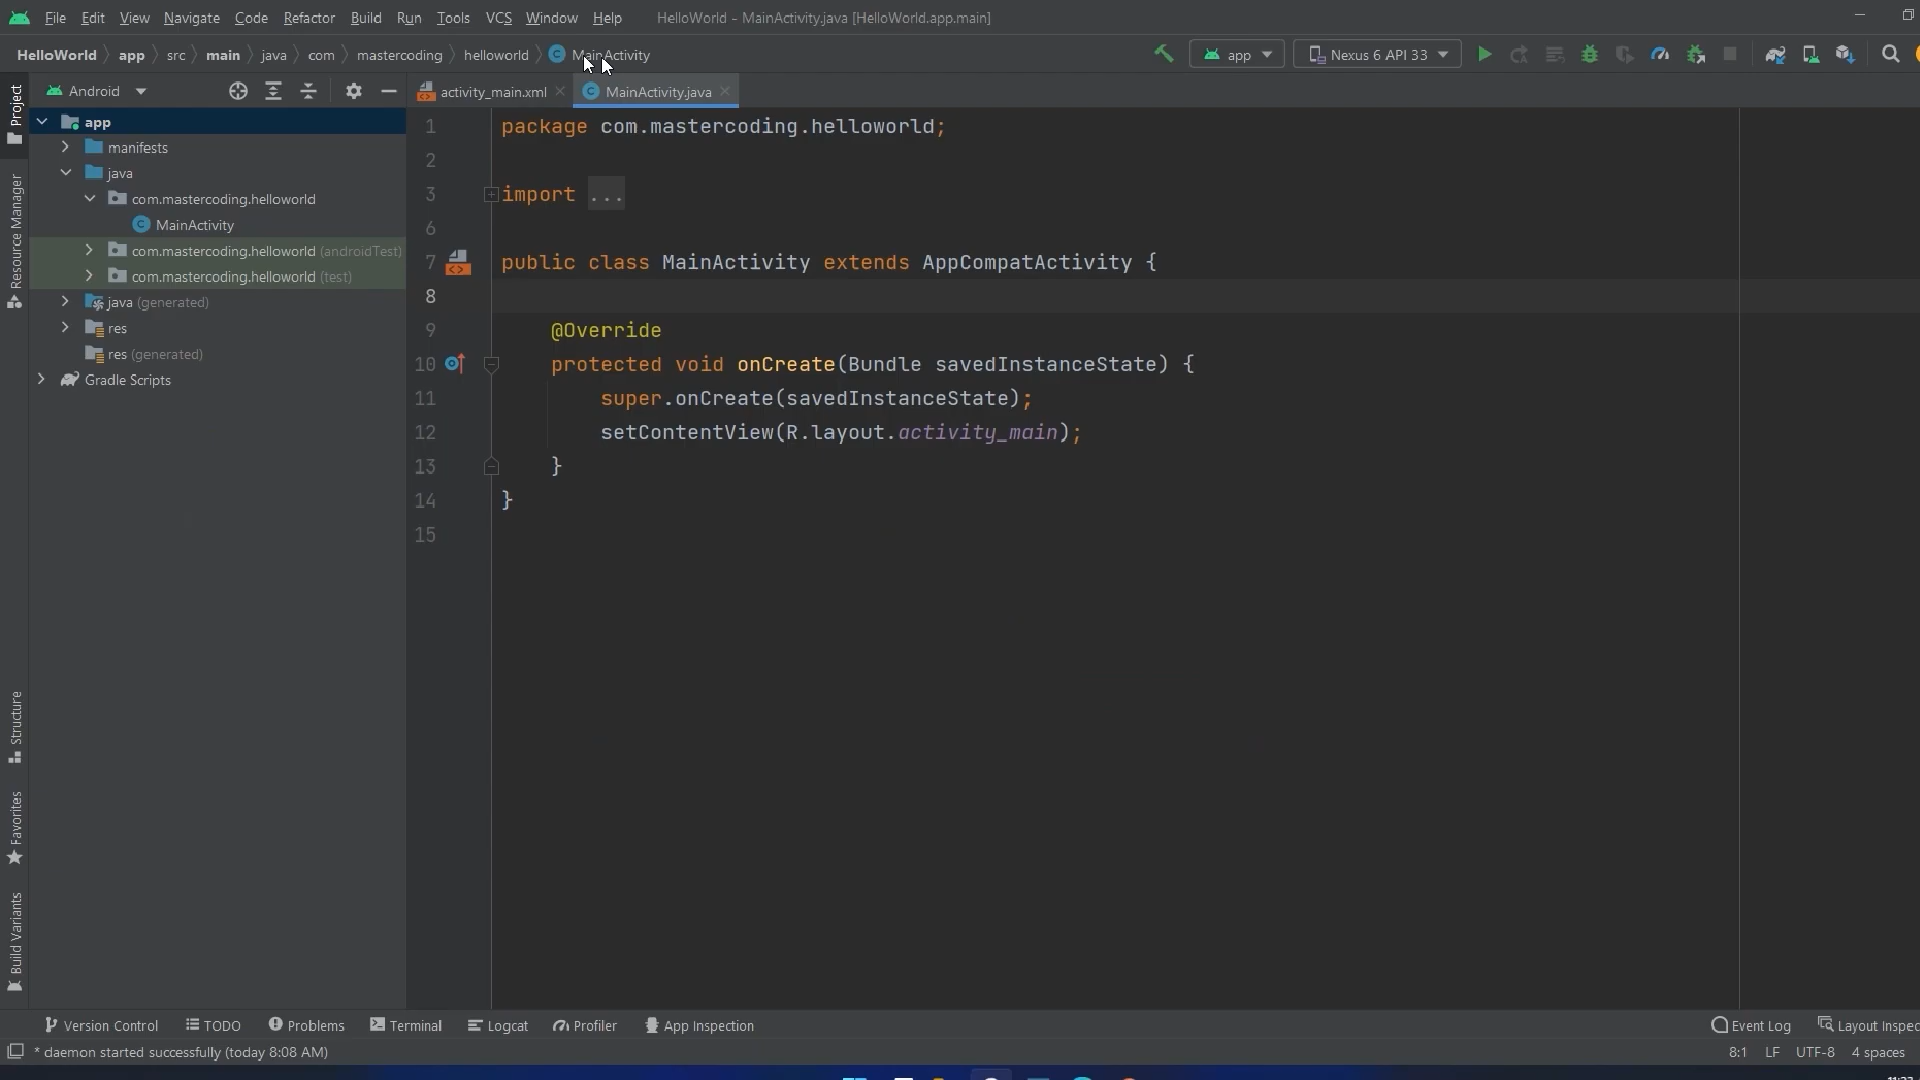 File Edit View Navigate Code Refactor Build Run Tools VCS Window Help HelloWorld - MainActivity.java [HelloWorld.app.main]
HelloWorld app src main java com mastercoding helloworld MainActivity app Nexus 6 API 33
Android activity_main.xml MainActivity.java
Project
Resource Manager
Structure
Favorites
Build Variants
app
manifests
java
com.mastercoding.helloworld
MainActivity
com.mastercoding.helloworld (androidTest)
com.mastercoding.helloworld (test)
java (generated)
res
res (generated)
Gradle Scripts
1 package com.mastercoding.helloworld;
2
3 import ...
6
7 public class MainActivity extends AppCompatActivity {
8
9 @Override
10 protected void onCreate(Bundle savedInstanceState) {
11 super.onCreate(savedInstanceState);
12 setContentView(R.layout.activity_main);
13 }
14 }
15
Version Control TODO Problems Terminal Logcat Profiler App Inspection Event Log Layout Inspec
* daemon started successfully (today 8:08 AM) 8:1 LF UTF-8 4 spaces